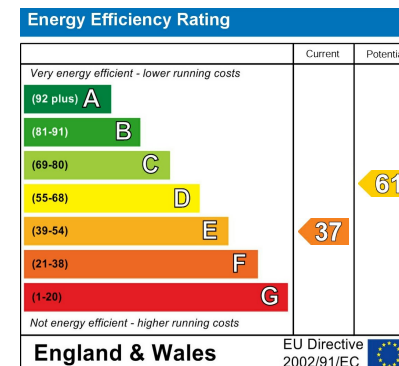 Energy Efficiency Rating
Current Potentia
Very energy efficient - lower running costs
(92 plus) A
(81-91) B
(69-80) C
(55-68) D
61
(39-54) E
37
(21-38) F
(1-20) G
Not energy efficient - higher running costs
England & Wales
EU Directive
2002/91/EC